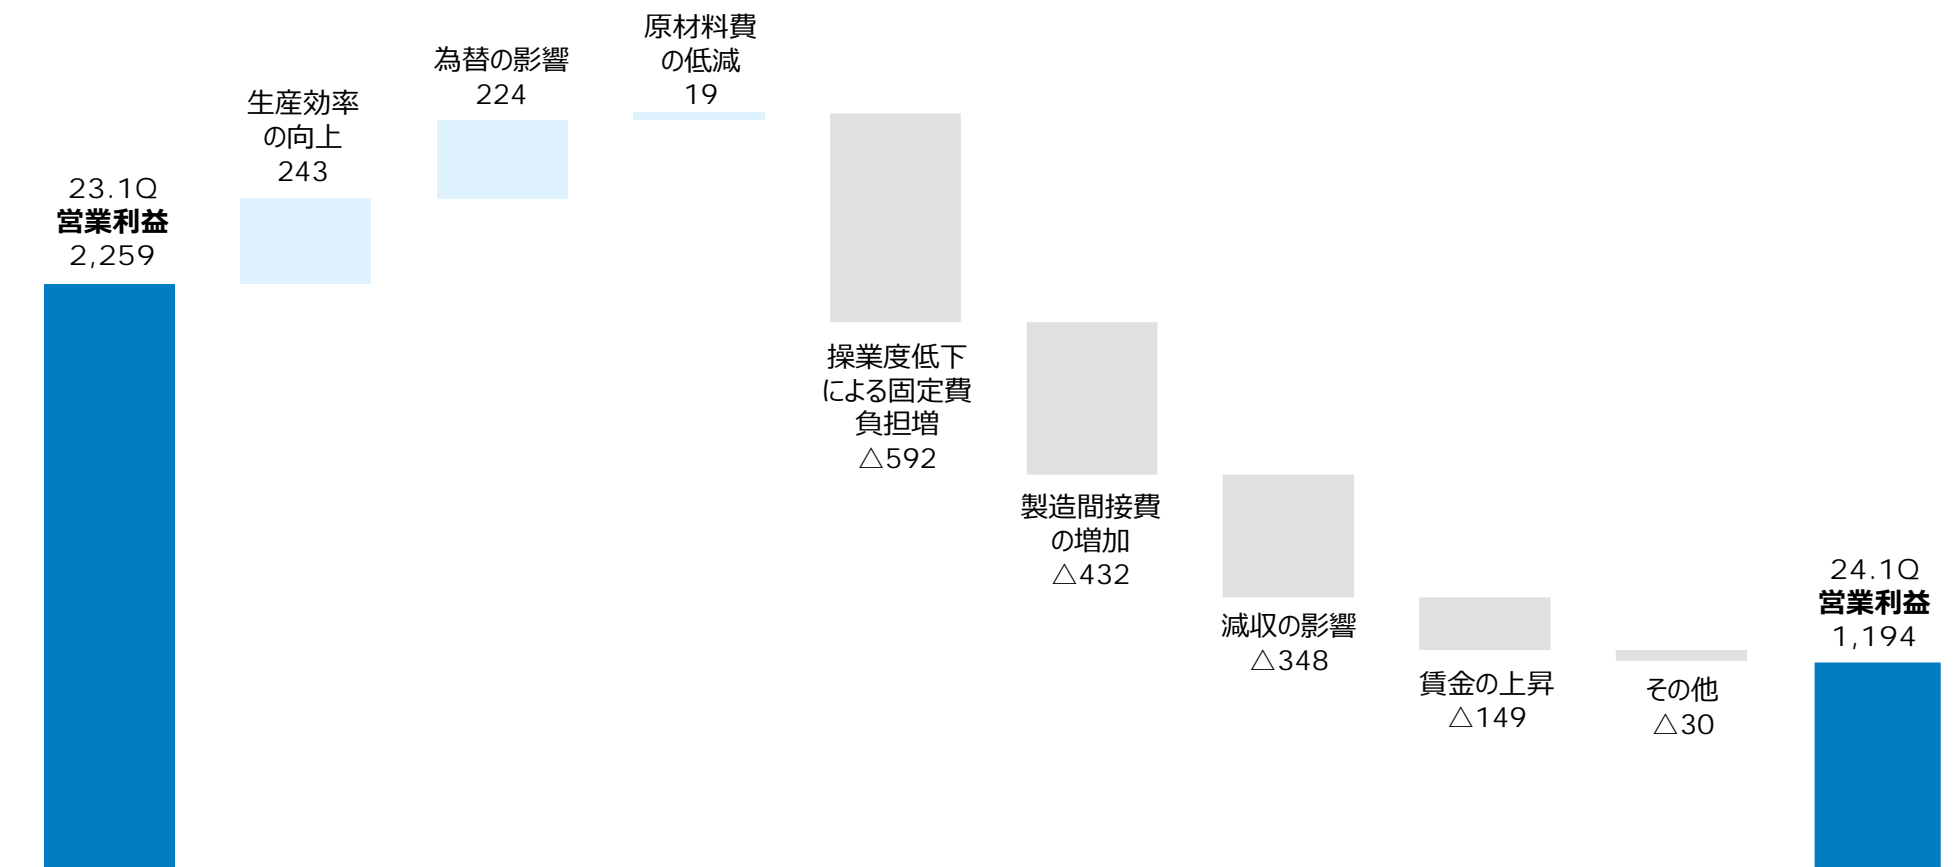 23.1Q
営業利益
2,259
生産効率
の向上
243
為替の影響
224
原材料費
の低減
19
操業度低下
による固定費
負担増
△592
製造間接費
の増加
△432
減収の影響
△348
賃金の上昇
△149
その他
△30
24.1Q
営業利益
1,194